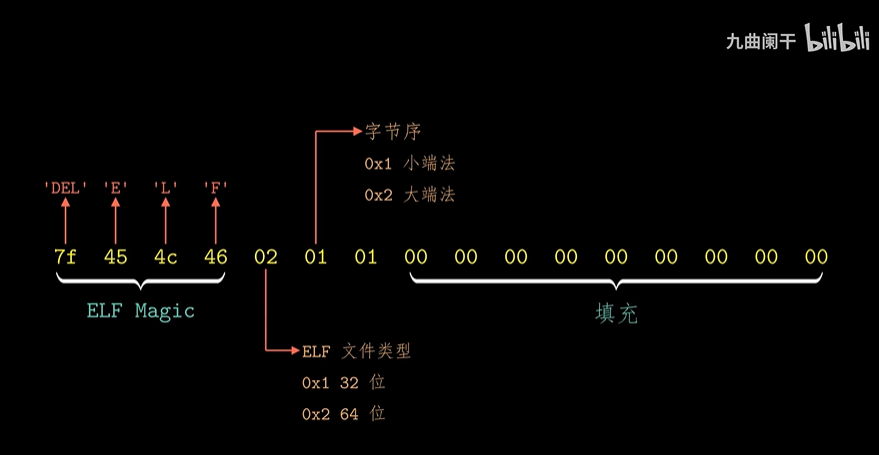 九曲阑干 bilibili
字节序
0x1 小端法
0x2 大端法
'DEL' 'E' 'L' 'F'
7f 45 4c 46 02 01 01 00 00 00 00 00 00 00 00 00
ELF Magic
填充
ELF 文件类型
0x1 32 位
0x2 64 位